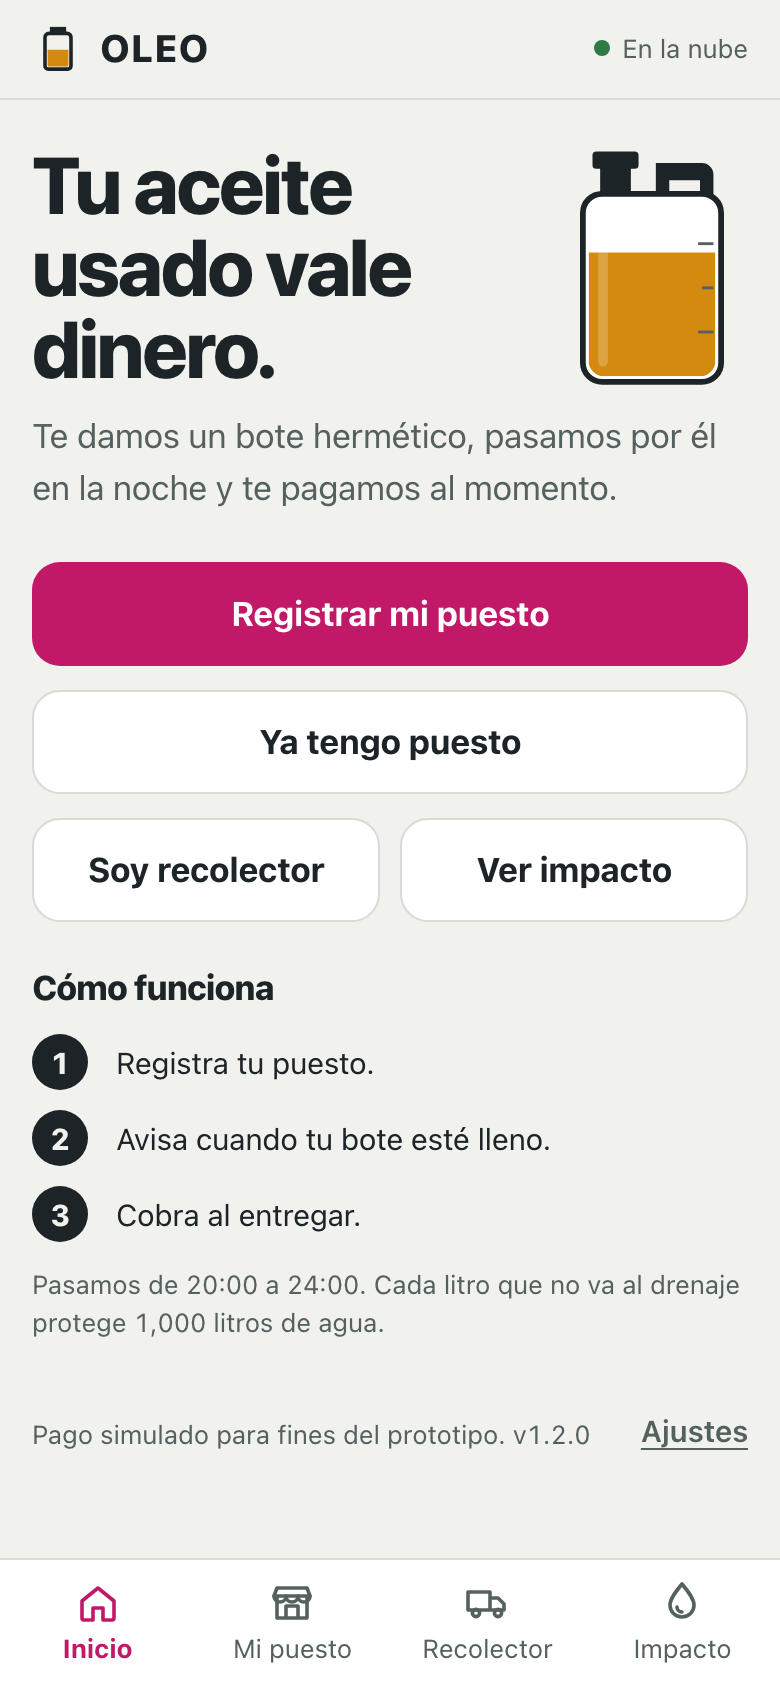 OLEO
En la nube
Tu aceite
usado vale
dinero.
Te damos un bote hermético, pasamos por él
en la noche y te pagamos al momento.
Registrar mi puesto
Ya tengo puesto
Soy recolector
Ver impacto
Cómo funciona
1 Registra tu puesto.
2 Avisa cuando tu bote esté lleno.
3 Cobra al entregar.
Pasamos de 20:00 a 24:00. Cada litro que no va al drenaje
protege 1,000 litros de agua.
Pago simulado para fines del prototipo. v1.2.0
Ajustes
Inicio
Mi puesto
Recolector
Impacto